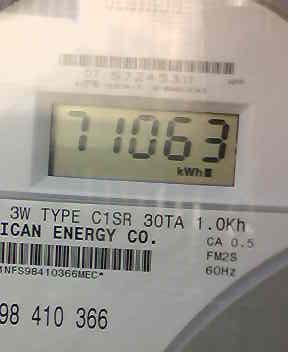 71063
kWh
3W TYPE C1SR 30TA 1.0Kh
ICAN ENERGY CO.
CA 0.5
FM2S
60Hz
1NFS98410366MEC*
98 410 366